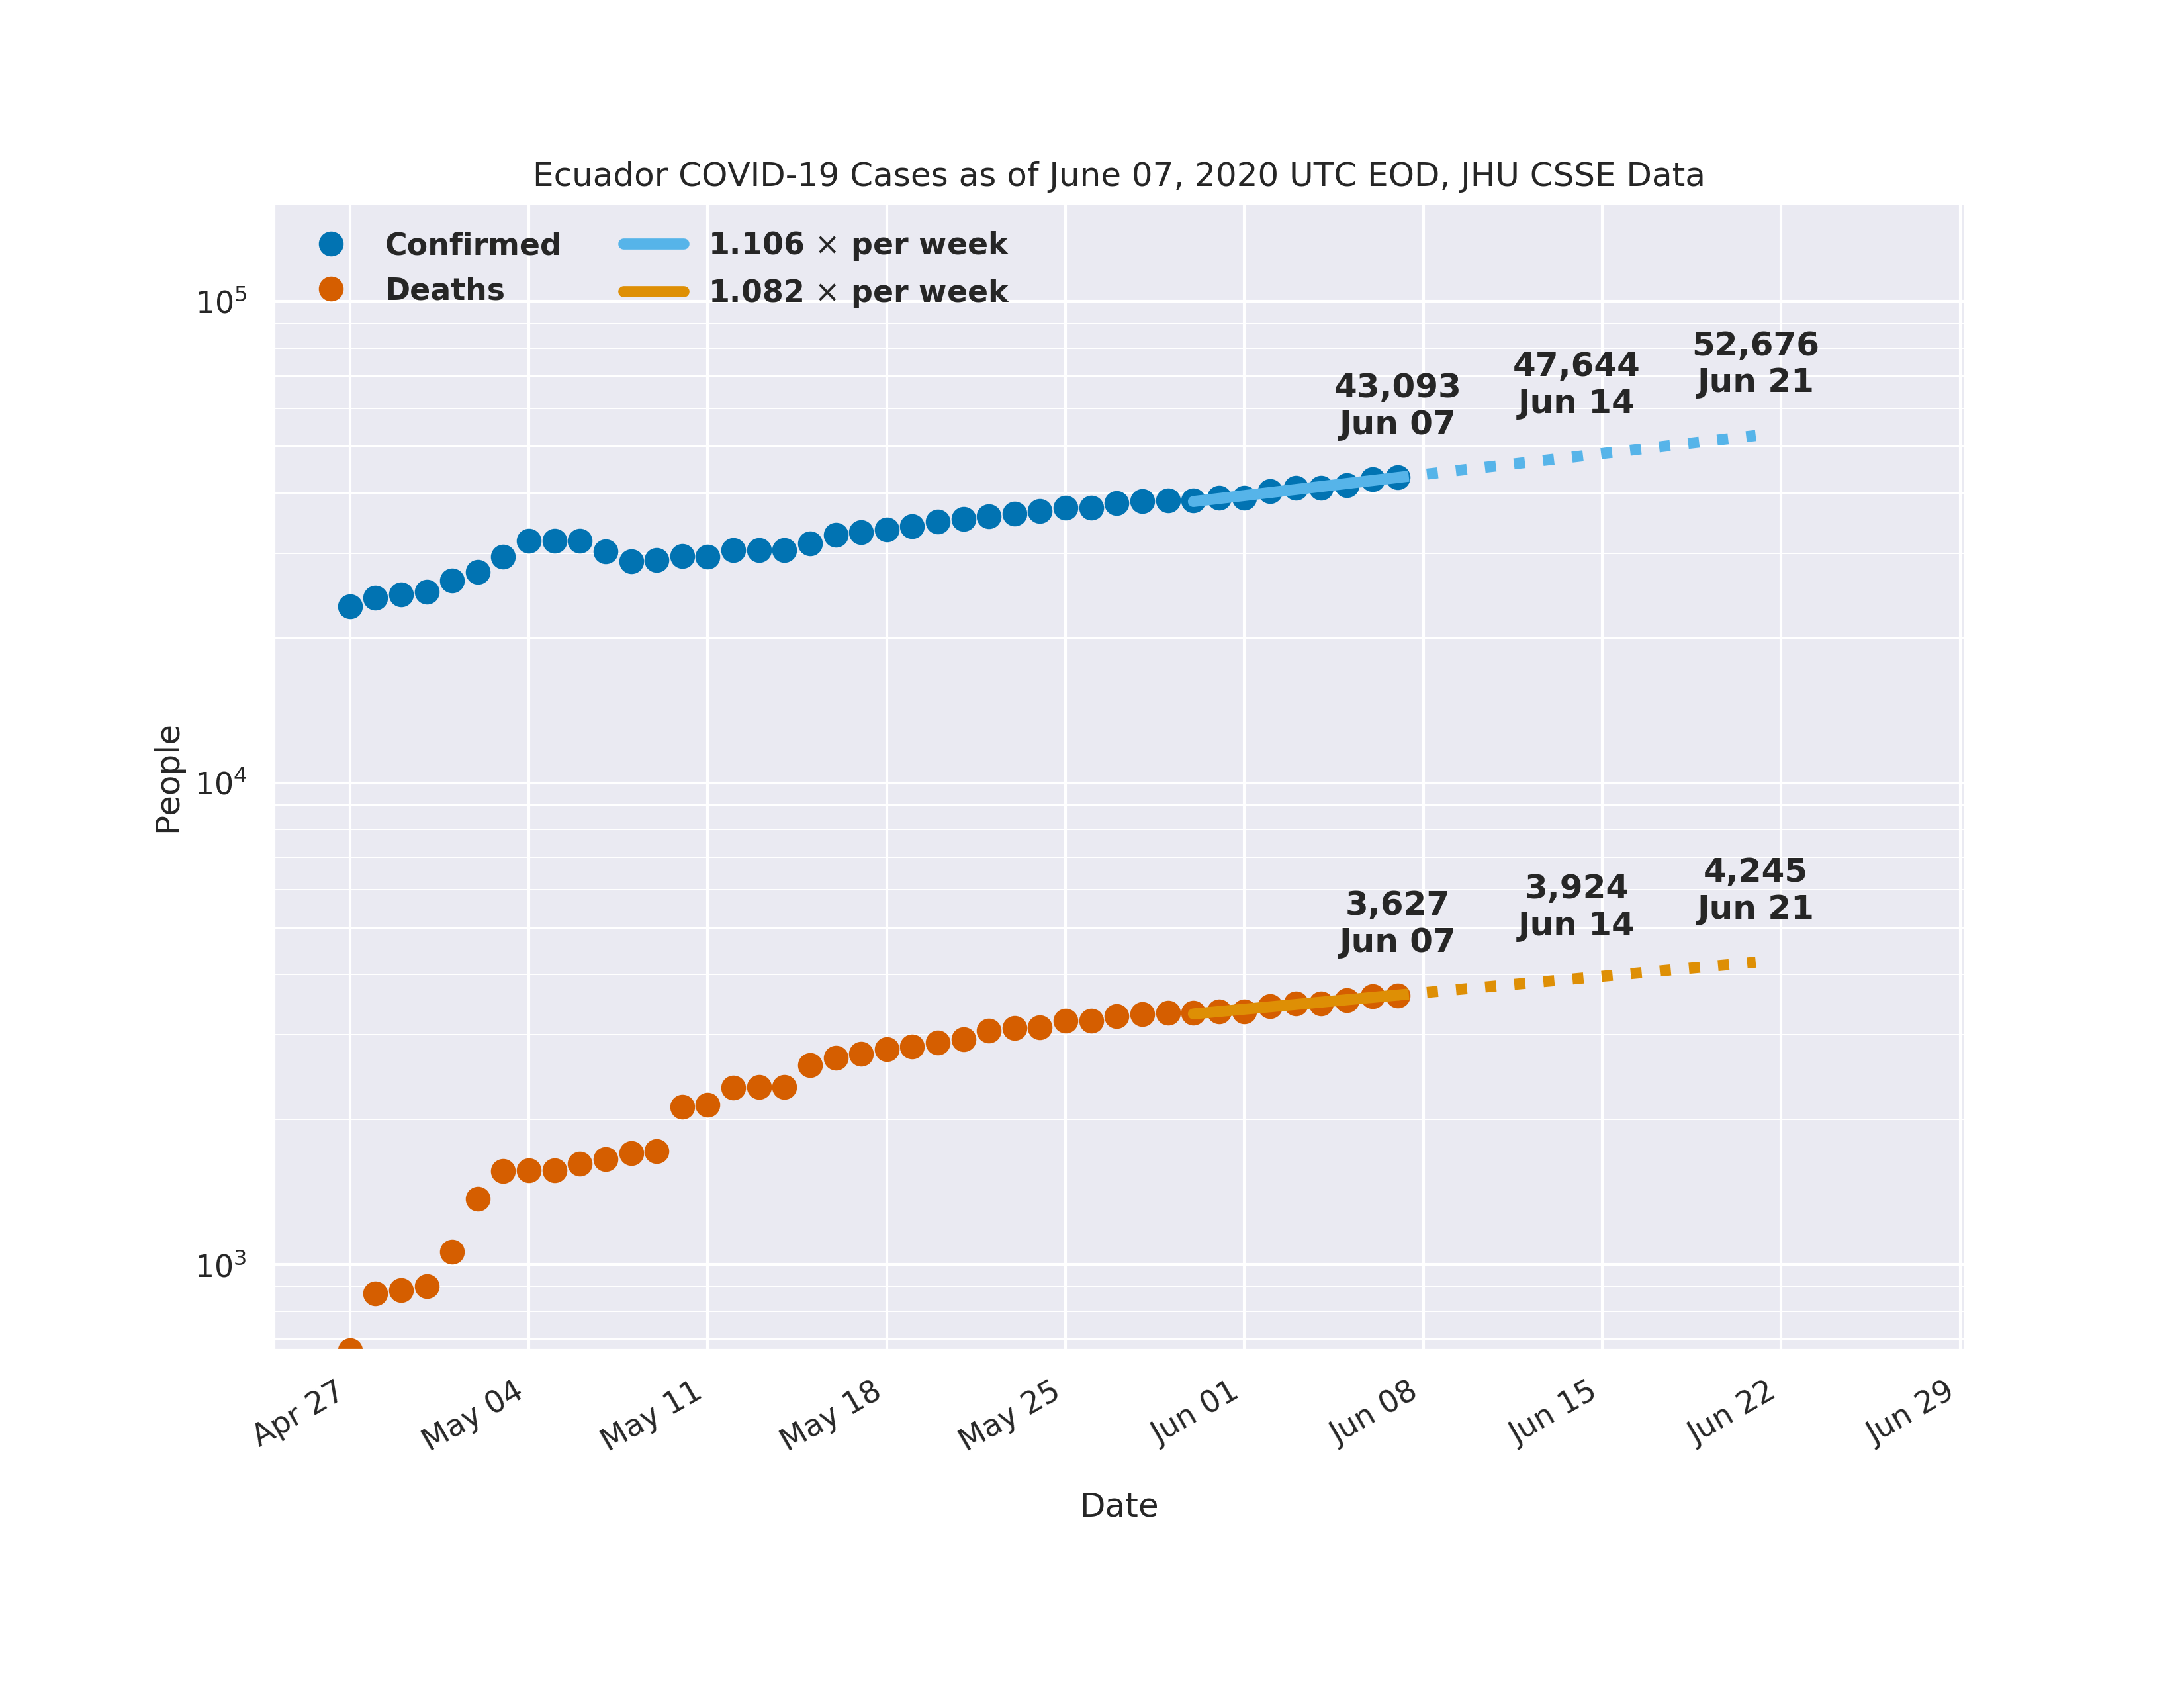 Ecuador COVID-19 Cases as of June 07, 2020 UTC EOD, JHU CSSE Data
Confirmed
Deaths
1.106 × per week
1.082 × per week
10⁵
10⁴
10³
People
43,093
Jun 07
47,644
Jun 14
52,676
Jun 21
3,627
Jun 07
3,924
Jun 14
4,245
Jun 21
Apr 27
May 04
May 11
May 18
May 25
Jun 01
Jun 08
Jun 15
Jun 22
Jun 29
Date